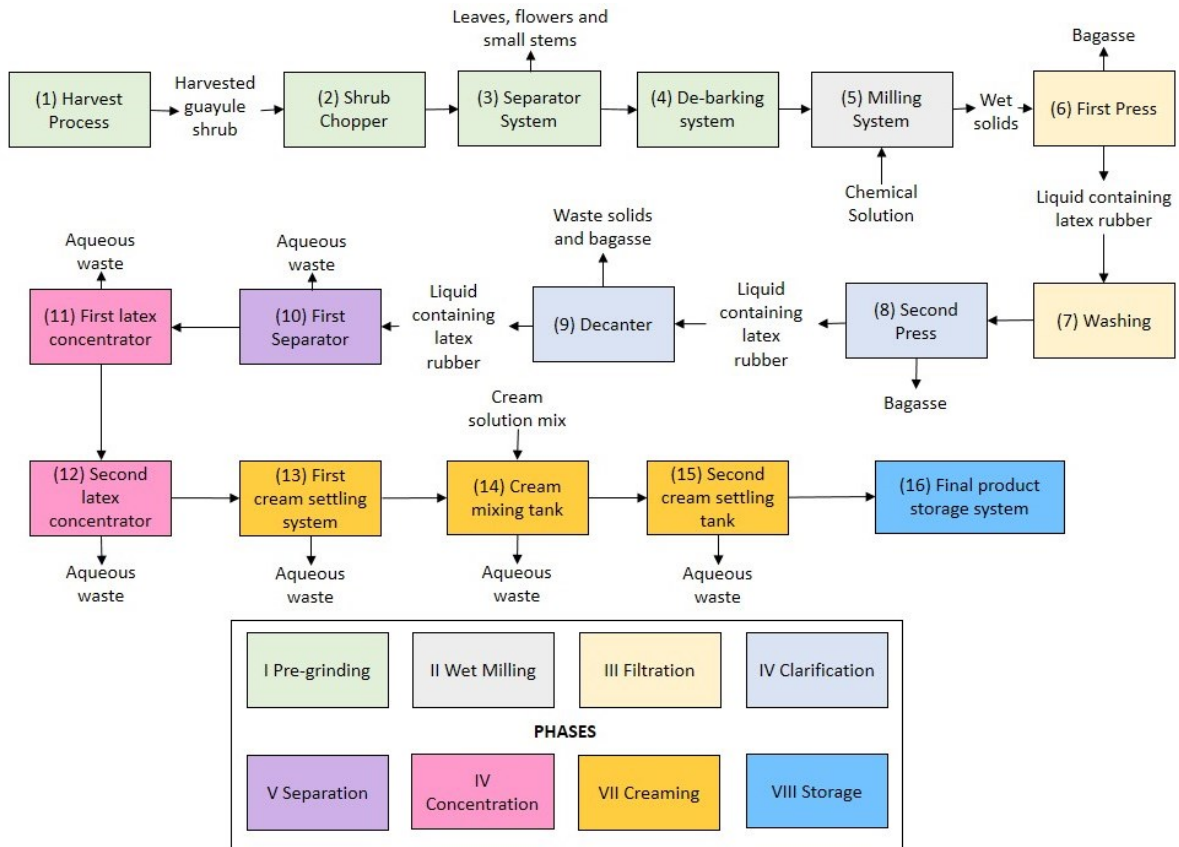 Leaves, flowers and
small stems
Bagasse
(1) Harvest
Process
Harvested
guayule
shrub
(2) Shrub
Chopper
(3) Separator
System
(4) De-barking
system
(5) Milling
System
Wet
solids
(6) First Press
Chemical
Solution
Liquid containing
latex rubber
Aqueous
waste
Aqueous
waste
Waste solids
and bagasse
(11) First latex
concentrator
(10) First
Separator
Liquid
containing
latex
rubber
(9) Decanter
Liquid
containing
latex
rubber
(8) Second
Press
(7) Washing
Bagasse
Cream
solution mix
(12) Second
latex
concentrator
(13) First
cream settling
system
(14) Cream
mixing tank
(15) Second
cream settling
tank
(16) Final product
storage system
Aqueous
waste
Aqueous
waste
Aqueous
waste
Aqueous
waste
I Pre-grinding
II Wet Milling
III Filtration
IV Clarification
PHASES
V Separation
IV
Concentration
VII Creaming
VIII Storage